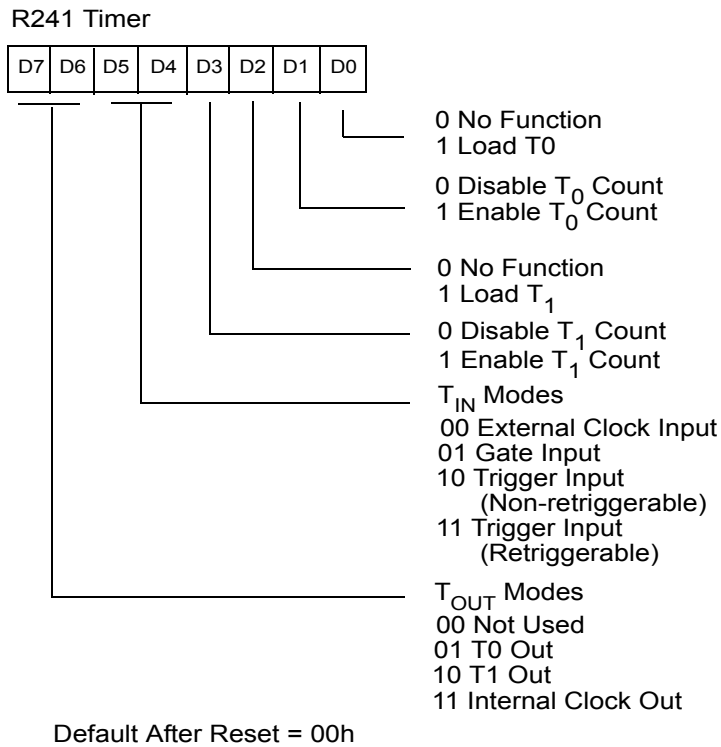 R241 Timer
D7 D6 D5 D4 D3 D2 D1 D0
0 No Function
1 Load T0
0 Disable T0 Count
1 Enable T0 Count
0 No Function
1 Load T1
0 Disable T1 Count
1 Enable T1 Count
TIN Modes
00 External Clock Input
01 Gate Input
10 Trigger Input
(Non-retriggerable)
11 Trigger Input
(Retriggerable)
TOUT Modes
00 Not Used
01 T0 Out
10 T1 Out
11 Internal Clock Out
Default After Reset = 00h